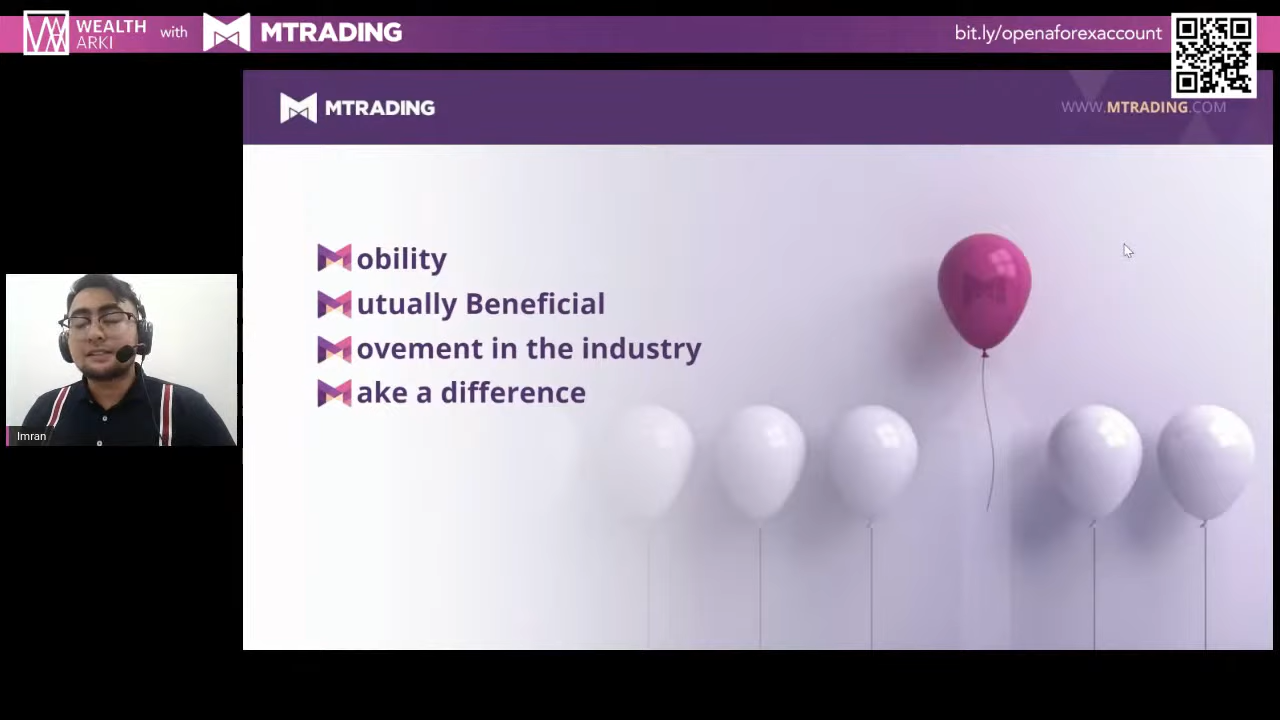 WEALTH
ARKI
with
MTRADING
bit.ly/openaforexaccount
MTRADING
WWW.MTRADING.COM
Mobility
Mutually Beneficial
Movement in the industry
Make a difference
Imran